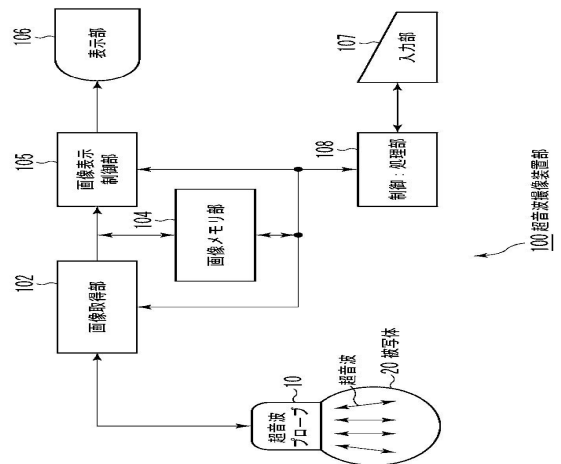 106
表示部
105
画像表示
制御部
104
画像メモリ部
102
画像取得部
107
入力部
108
制御:処理部
100 超音波撮像装置部
10
超音波
プローブ
超音波
20 被写体